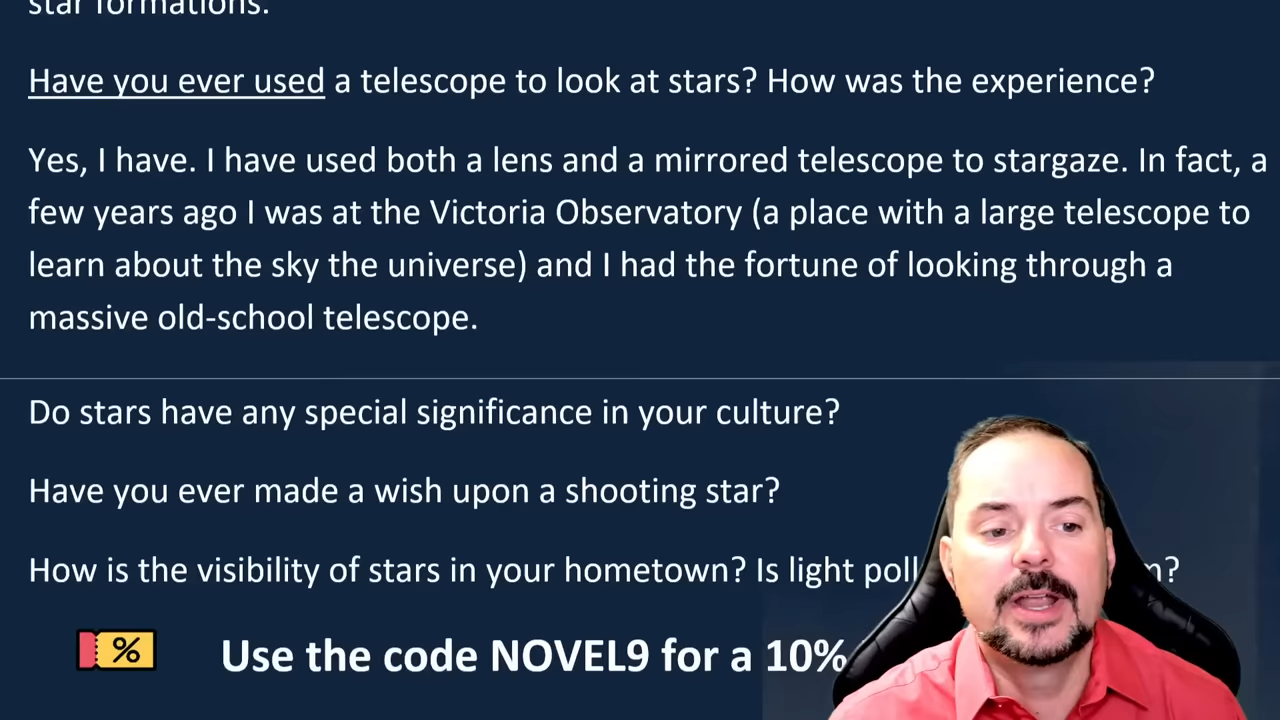 star formations.
Have you ever used a telescope to look at stars? How was the experience?
Yes, I have. I have used both a lens and a mirrored telescope to stargaze. In fact, a
few years ago I was at the Victoria Observatory (a place with a large telescope to
learn about the sky the universe) and I had the fortune of looking through a
massive old-school telescope.
Do stars have any special significance in your culture?
Have you ever made a wish upon a shooting star?
How is the visibility of stars in your hometown? Is light
%
Use the code NOVEL9 for a 10%